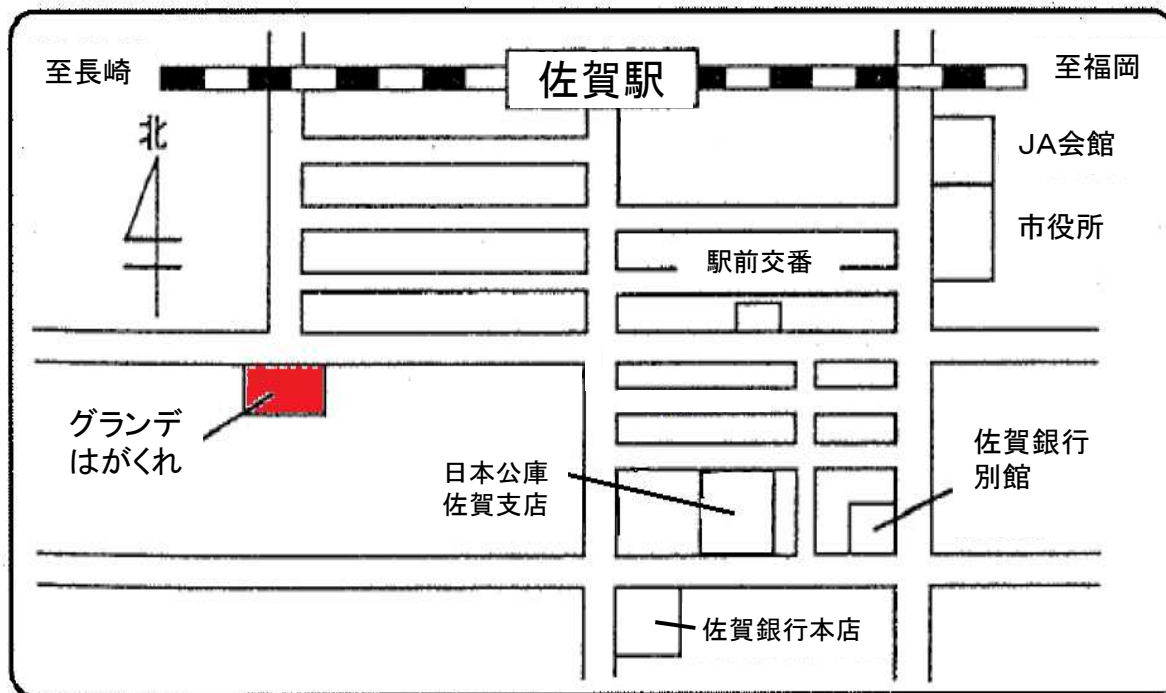 至長崎
佐賀駅
至福岡
北
JA会館
市役所
駅前交番
グランデ
はがくれ
日本公庫
佐賀支店
佐賀銀行
別館
佐賀銀行本店